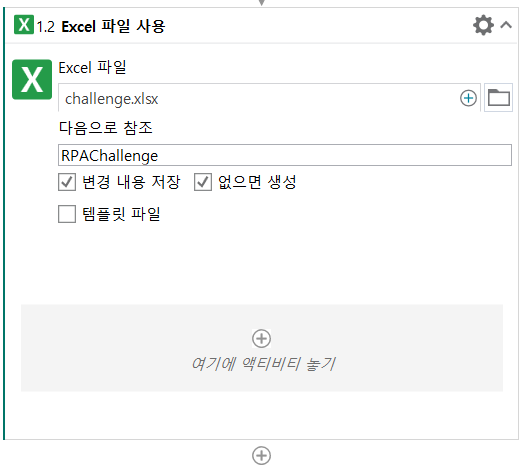 1.2 Excel 파일 사용
Excel 파일
challenge.xlsx
다음으로 참조
RPAChallenge
변경 내용 저장 없으면 생성
템플릿 파일
여기에 액티비티 놓기